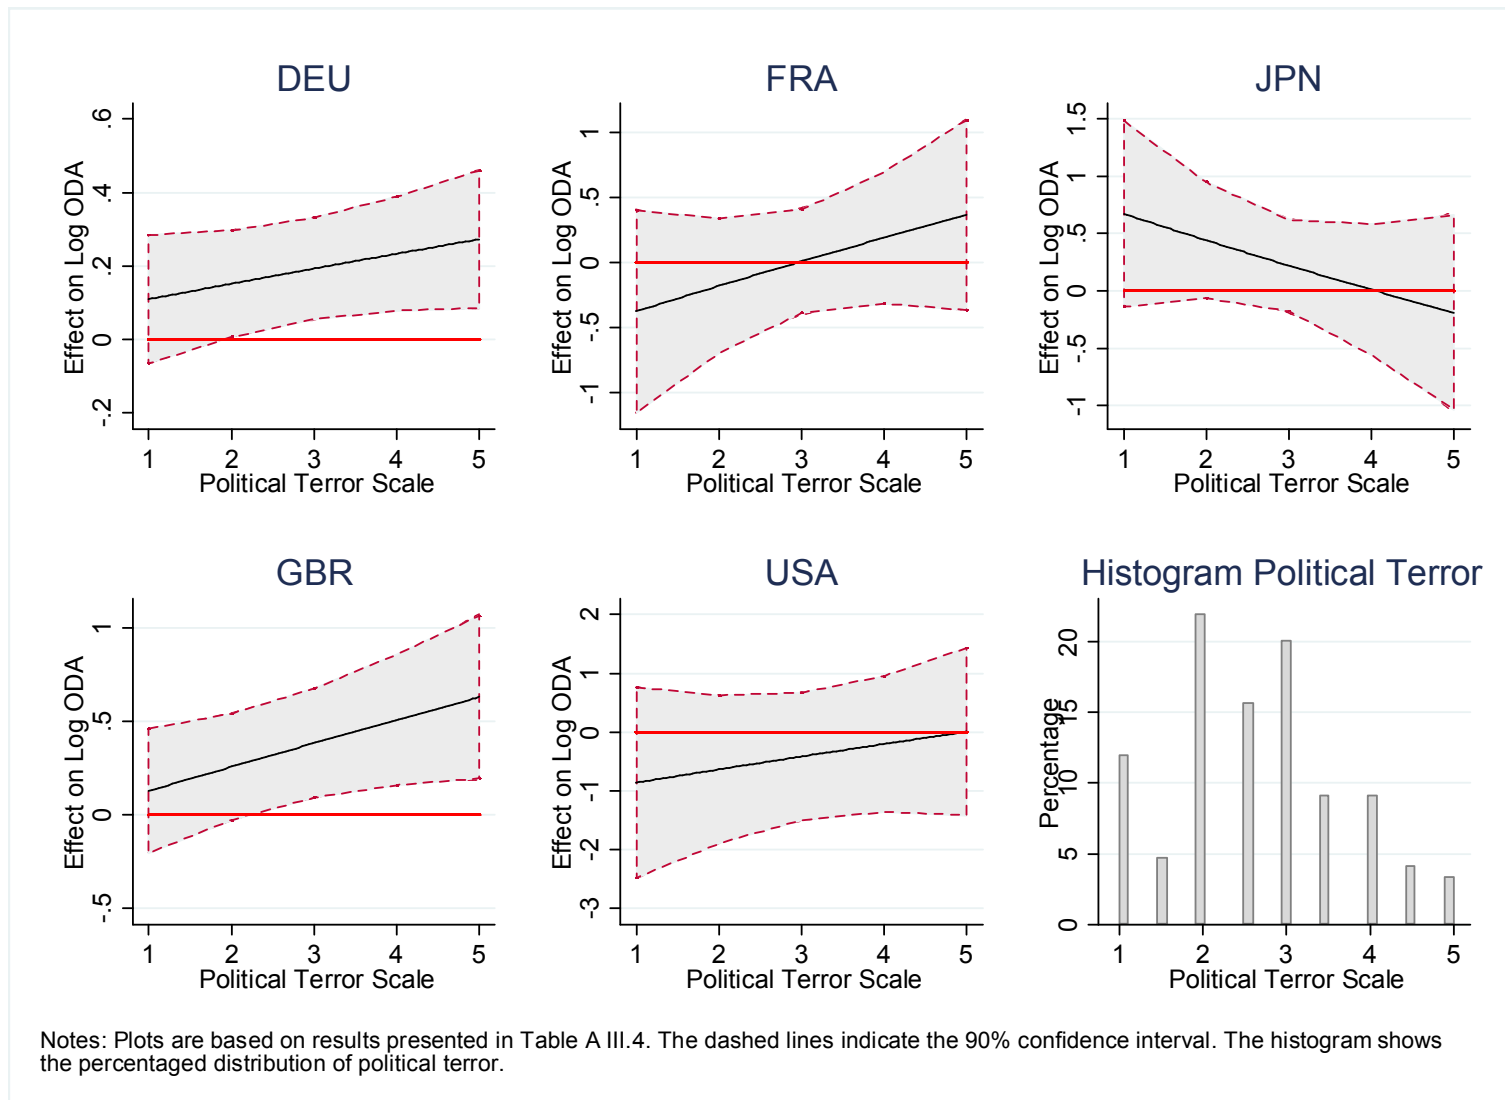 DEU
Effect on Log ODA
.6
.4
.2
0
-.2
1 2 3 4 5
Political Terror Scale
FRA
Effect on Log ODA
1
.5
0
-.5
-1
1 2 3 4 5
Political Terror Scale
JPN
Effect on Log ODA
1.5
1
.5
0
-.5
-1
1 2 3 4 5
Political Terror Scale
GBR
Effect on Log ODA
1
.5
0
-.5
1 2 3 4 5
Political Terror Scale
USA
Effect on Log ODA
2
1
0
-1
-2
-3
1 2 3 4 5
Political Terror Scale
Histogram Political Terror
Percentage
20
15
10
5
0
1 2 3 4 5
Political Terror Scale
Notes: Plots are based on results presented in Table A III.4. The dashed lines indicate the 90% confidence interval. The histogram shows
the percentaged distribution of political terror.